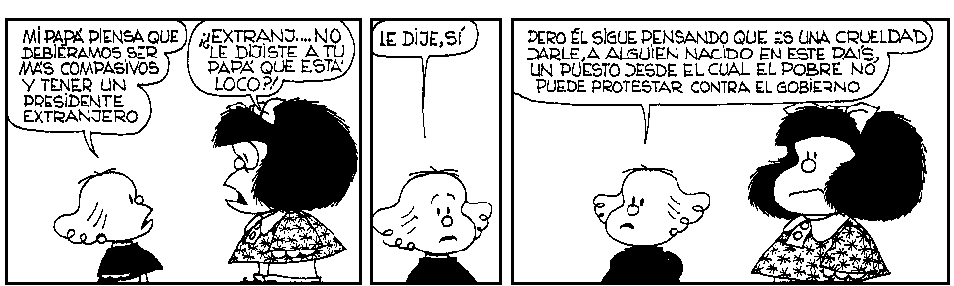 MI PAPÁ PIENSA QUE
DEBIÉRAMOS SER
MÁS COMPASIVOS
Y TENER UN
PRESIDENTE
EXTRANJERO
¡¿EXTRANJ....NO
LE DIJISTE A TU
PAPÁ QUE ESTÁ
LOCO?!
LE DIJE, SÍ
PERO ÉL SIGUE PENSANDO QUE ES UNA CRUELDAD
DARLE, A ALGUIEN NACIDO EN ESTE PAÍS,
UN PUESTO DESDE EL CUAL EL POBRE NO
PUEDE PROTESTAR CONTRA EL GOBIERNO